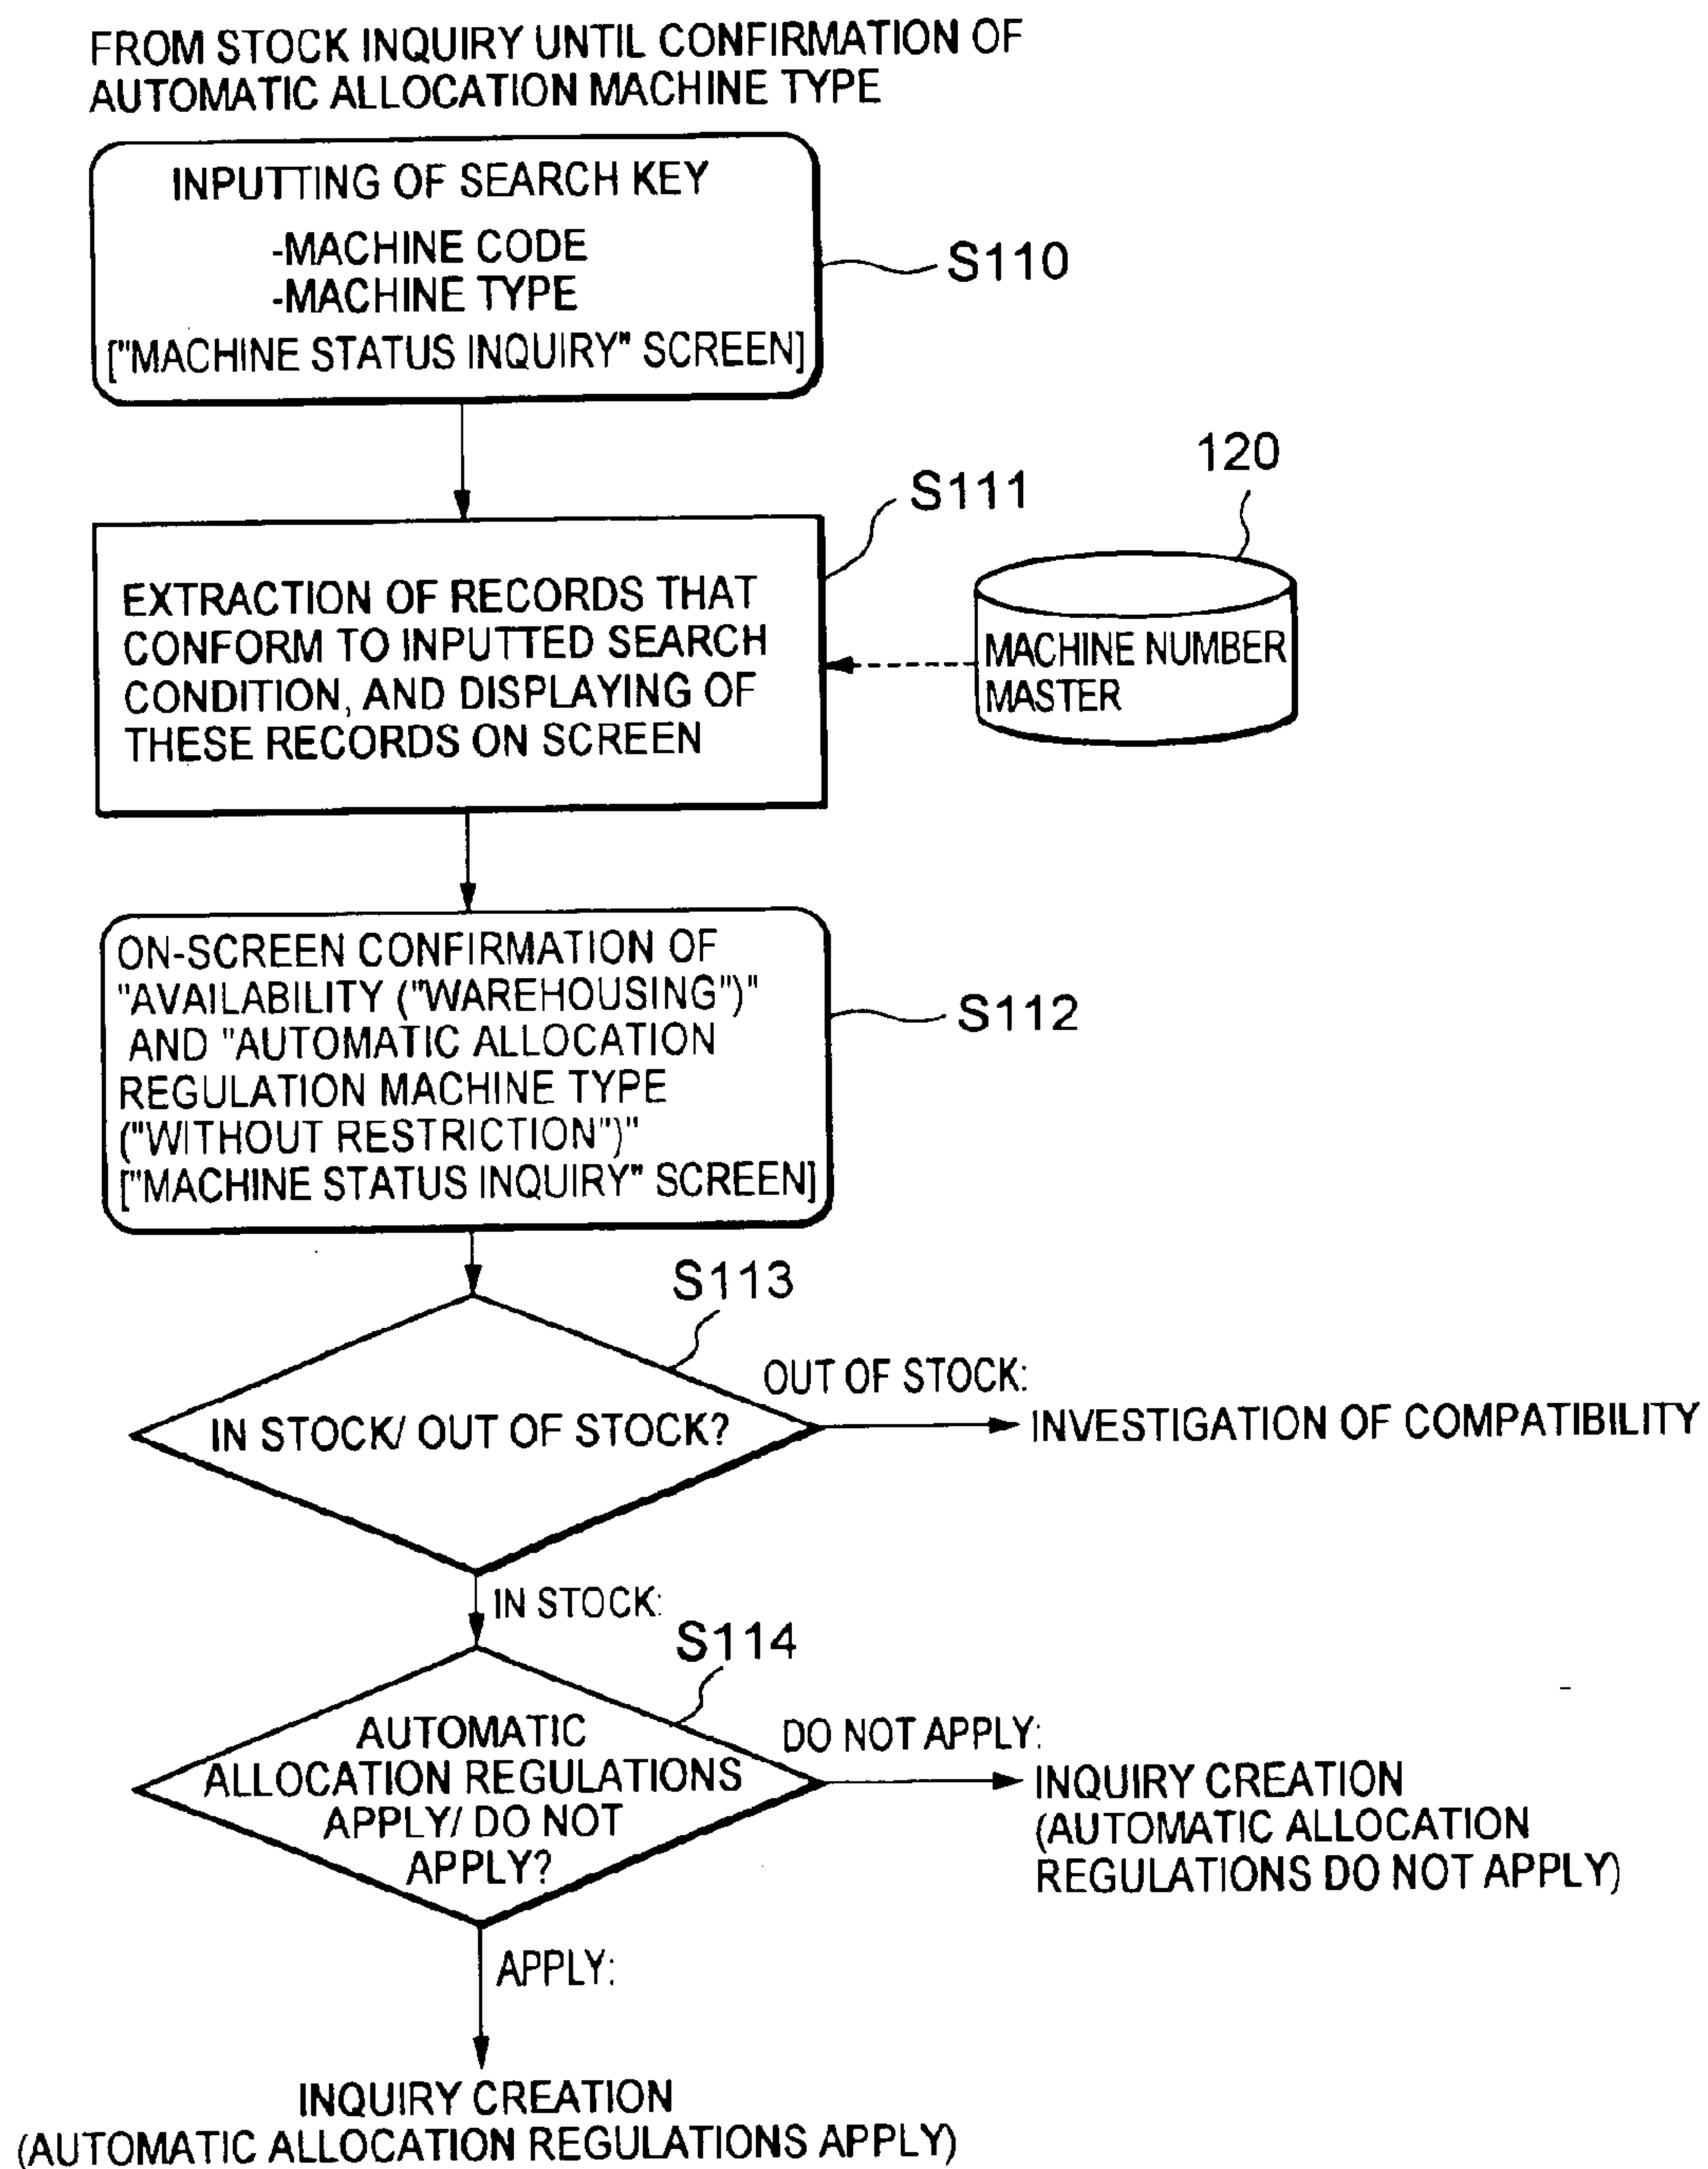 FROM STOCK INQUIRY UNTIL CONFIRMATION OF
AUTOMATIC ALLOCATION MACHINE TYPE
INPUTTING OF SEARCH KEY
-MACHINE CODE
-MACHINE TYPE
["MACHINE STATUS INQUIRY" SCREEN]
S110
120
S111
EXTRACTION OF RECORDS THAT
CONFORM TO INPUTTED SEARCH
CONDITION, AND DISPLAYING OF
THESE RECORDS ON SCREEN
MACHINE NUMBER
MASTER
ON-SCREEN CONFIRMATION OF
"AVAILABILITY ("WAREHOUSING")"
AND "AUTOMATIC ALLOCATION
REGULATION MACHINE TYPE
("WITHOUT RESTRICTION")"
["MACHINE STATUS INQUIRY" SCREEN]
S112
S113
IN STOCK/ OUT OF STOCK?
OUT OF STOCK:
INVESTIGATION OF COMPATIBILITY
IN STOCK:
S114
AUTOMATIC
ALLOCATION REGULATIONS
APPLY/ DO NOT
APPLY?
DO NOT APPLY:
INQUIRY CREATION
(AUTOMATIC ALLOCATION
REGULATIONS DO NOT APPLY)
APPLY:
INQUIRY CREATION
(AUTOMATIC ALLOCATION REGULATIONS APPLY)